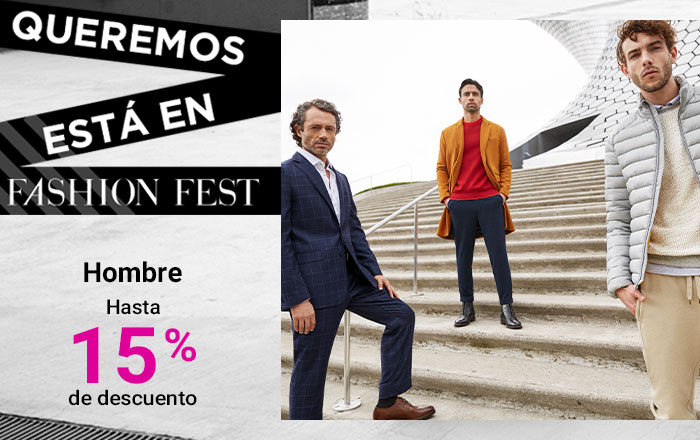 QUEREMOS
ESTÁ EN
FASHION FEST
Hombre
Hasta
15%
de descuento